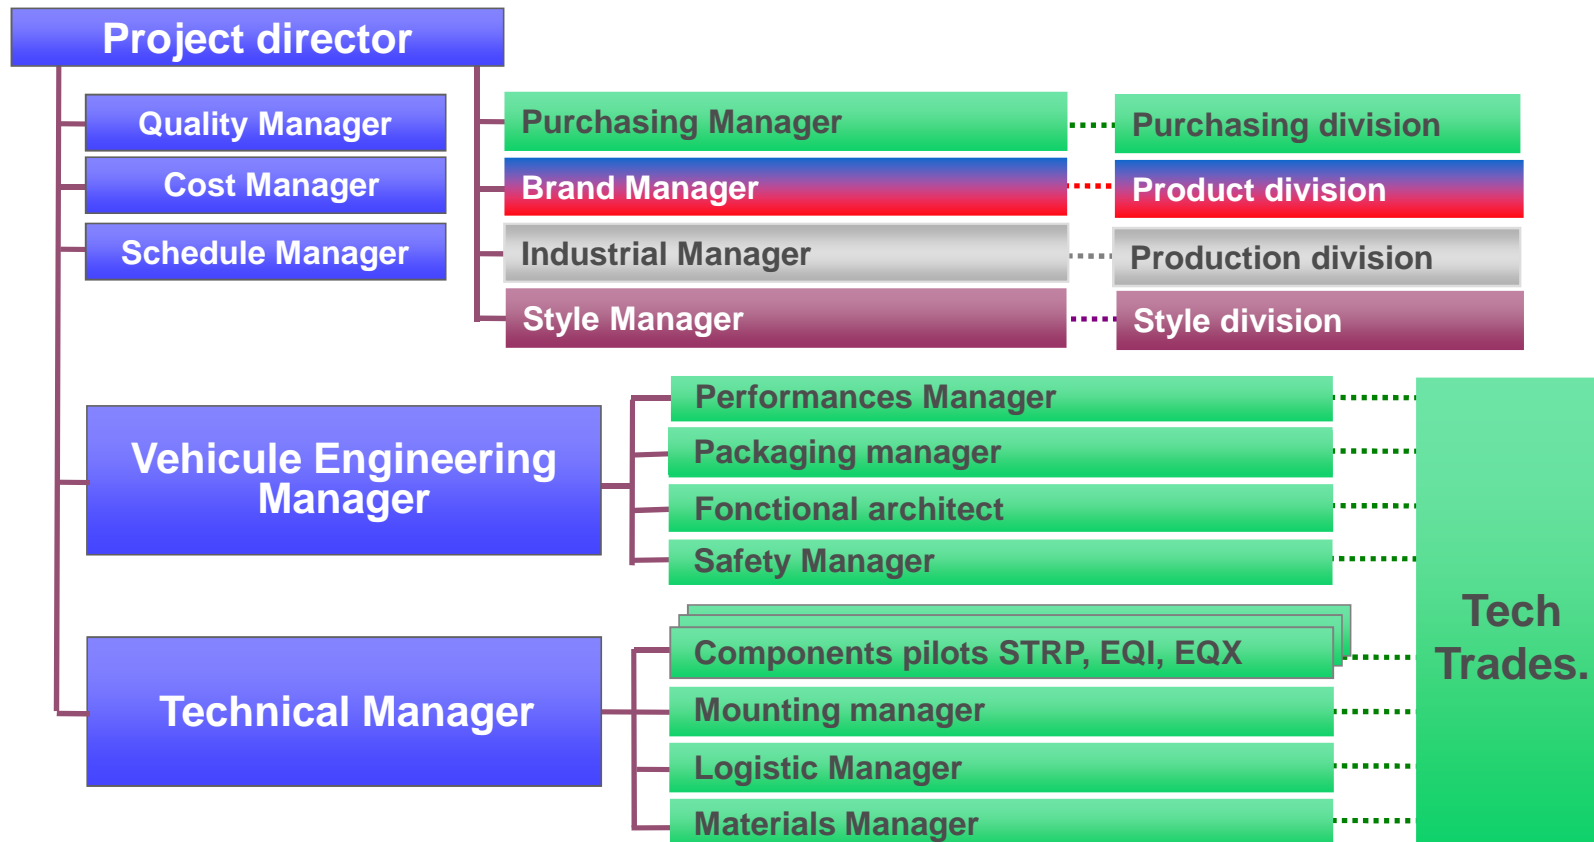 Project director
Quality Manager
Cost Manager
Schedule Manager
Purchasing Manager
Purchasing division
Brand Manager
Product division
Industrial Manager
Production division
Style Manager
Style division
Vehicule Engineering
Manager
Performances Manager
Packaging manager
Fonctional architect
Safety Manager
Technical Manager
Components pilots STRP, EQI, EQX
Mounting manager
Logistic Manager
Materials Manager
Tech
Trades.